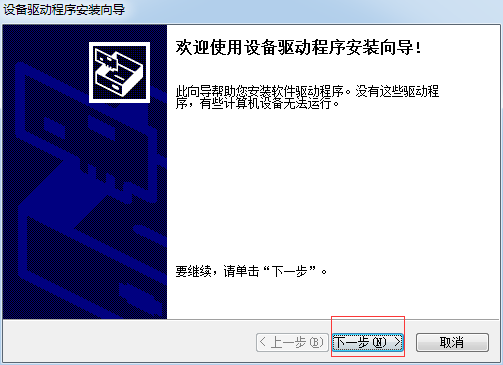 设备驱动程序安装向导
欢迎使用设备驱动程序安装向导!
此向导帮助您安装软件驱动程序。没有这些驱动程
序，有些计算机设备无法运行。
要继续，请单击“下一步”。
< 上一步(B) 下一步(N) > 取消